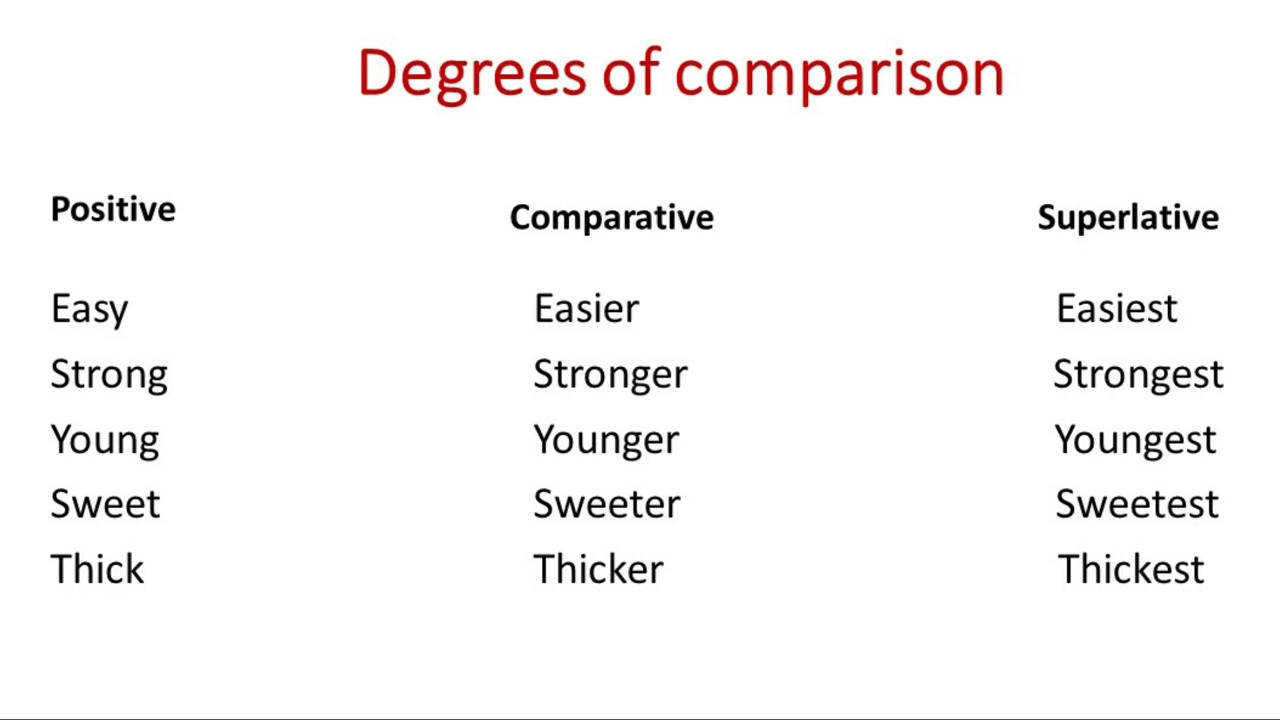 Degrees of comparison
Positive Comparative Superlative
Easy Easier Easiest
Strong Stronger Strongest
Young Younger Youngest
Sweet Sweeter Sweetest
Thick Thicker Thickest